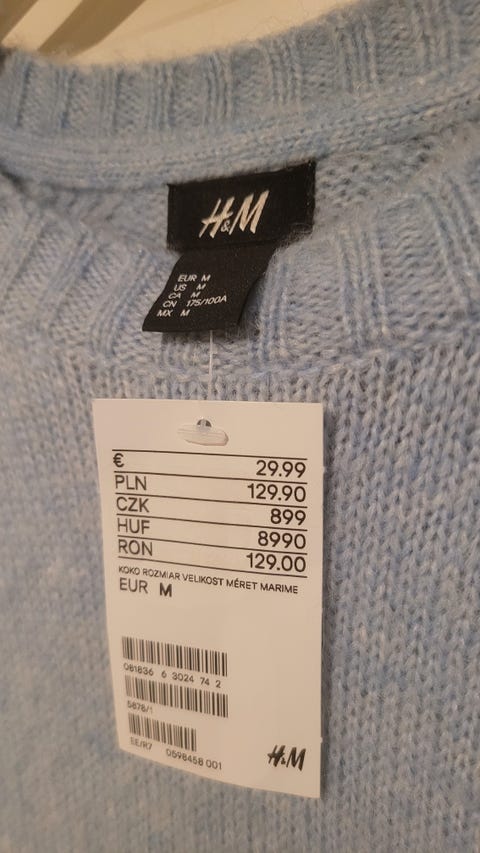 H&M
EUR M
US M
CA M
CN 175/100A
MX M
€ 29.99
PLN 129.90
CZK 899
HUF 8990
RON 129.00
KOKO ROZMIAR VELIKOST MÉRET MARIME
EUR M
081836 6 3024 74 2
5878/1
EE/R7 0598458 001
H&M